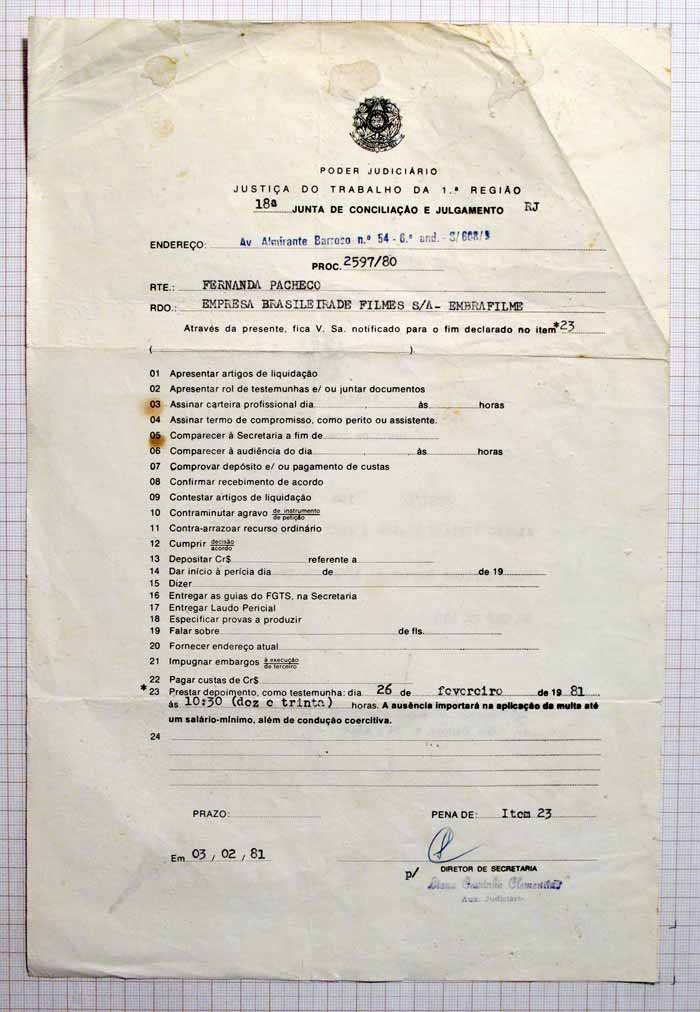 PODER JUDICIÁRIO
JUSTIÇA DO TRABALHO DA 1.ª REGIÃO
18ª JUNTA DE CONCILIAÇÃO E JULGAMENTO RJ
ENDEREÇO: Av Almirante Barroso n.º 54 - 6.º and. - S/608/9
PROC. 2597/80
RTE.: FERNANDA PACHECO
RDO.: EMPRESA BRASILEIRADE FILMES S/A- EMBRAFILME
Através da presente, fica V. Sa. notificado para o fim declarado no item *23
( )
01 Apresentar artigos de liquidação
02 Apresentar rol de testemunhas e/ ou juntar documentos
03 Assinar carteira profissional dia , às horas
04 Assinar termo de compromisso, como perito ou assistente.
05 Comparecer à Secretaria a fim de
06 Comparecer à audiência do dia , às horas
07 Comprovar depósito e/ ou pagamento de custas
08 Confirmar recebimento de acordo
09 Contestar artigos de liquidação
10 Contraminutar agravo de instrumento de petição
11 Contra-arrazoar recurso ordinário
12 Cumprir decisão acordo
13 Depositar Cr$ referente a
14 Dar início à perícia dia de de 19
15 Dizer
16 Entregar as guias do FGTS, na Secretaria
17 Entregar Laudo Pericial
18 Especificar provas a produzir
19 Falar sobre de fls.
20 Fornecer endereço atual
21 Impugnar embargos à execução de terceiro
22 Pagar custas de Cr$
* 23 Prestar depoimento, como testemunha: dia 26 de fevereiro de 19 81
às 10:30 (dez e trinta) horas. A ausência importará na aplicação da multa até
um salário-mínimo, além de condução coercitiva.
24
PRAZO: PENA DE: Item 23
Em 03 / 02 / 81
p/ DIRETOR DE SECRETARIA
Aux. Judiciário